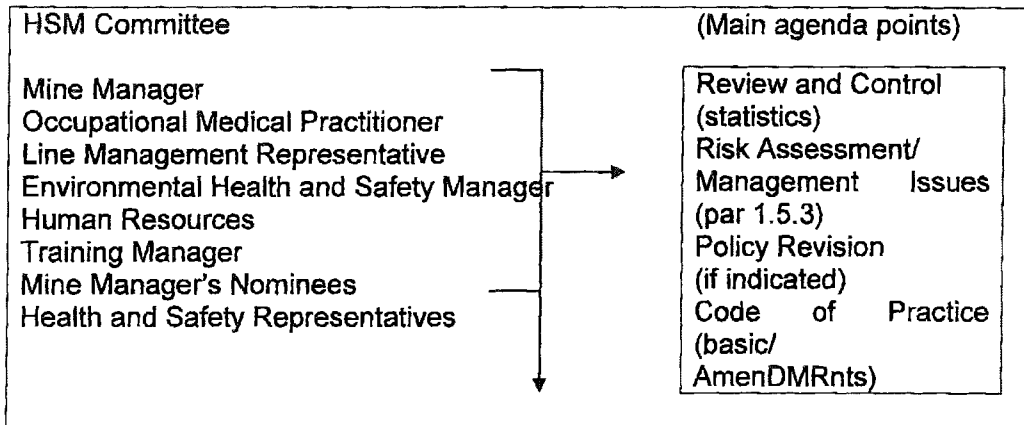 HSM Committee
(Main agenda points)
Mine Manager
Occupational Medical Practitioner
Line Management Representative
Environmental Health and Safety Manager
Human Resources
Training Manager
Mine Manager's Nominees
Health and Safety Representatives
Review and Control
(statistics)
Risk Assessment/
Management Issues
(par 1.5.3)
Policy Revision
(if indicated)
Code of Practice
(basic/
AmenDMRnts)